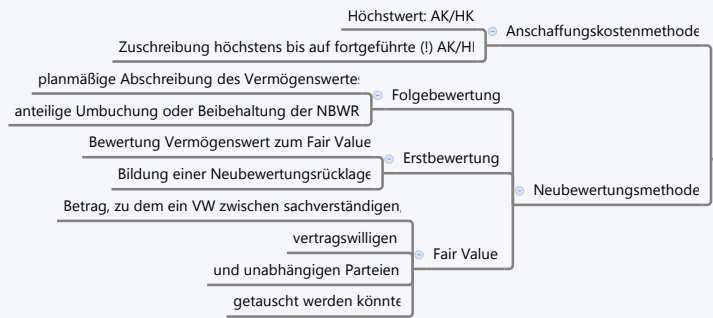 Höchstwert: AK/HK
Anschaffungskostenmethode
Zuschreibung höchstens bis auf fortgeführte (!) AK/H
planmäßige Abschreibung des Vermögenswerte
Folgebewertung
anteilige Umbuchung oder Beibehaltung der NBWR
Bewertung Vermögenswert zum Fair Value
Erstbewertung
Bildung einer Neubewertungsrücklage
Neubewertungsmethode
Betrag, zu dem ein VW zwischen sachverständigen,
vertragswilligen
Fair Value
und unabhängigen Parteien
getauscht werden könnte